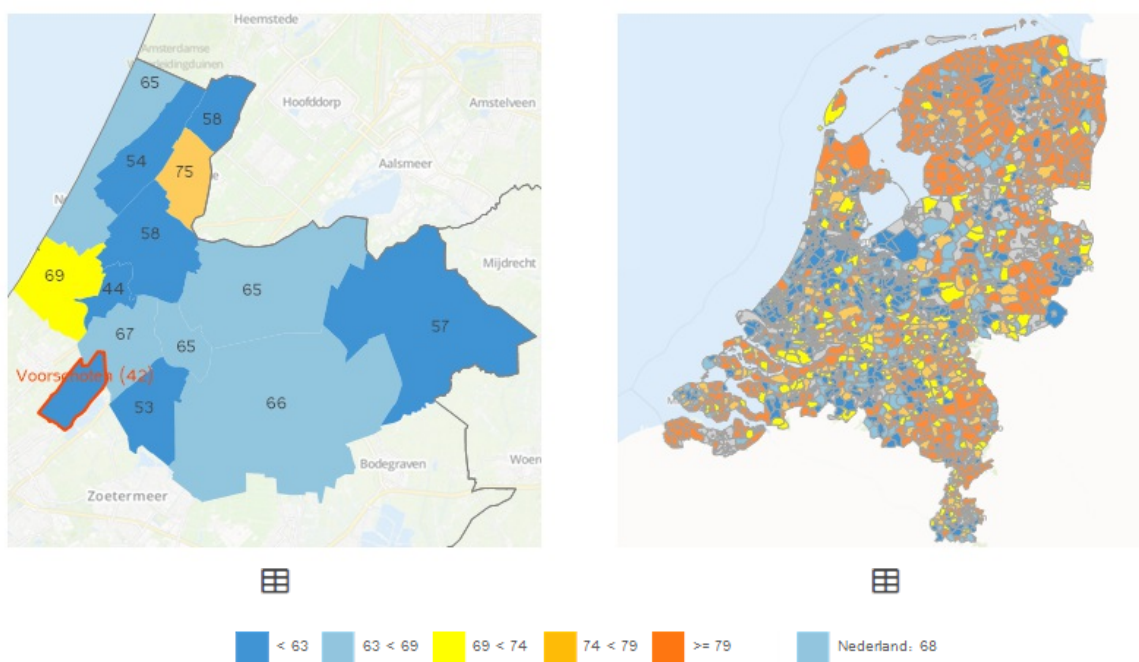 Heemstede
Amsterdamse
Waterleidingduinen
65
Hoofddorp
Amstelveen
58
54
75
Aalsmeer
58
Mijdrecht
69
44
65
57
67
65
Voorschoten (42)
53
66
Bodegraven
Woer
Zoetermeer
< 63
63 < 69
69 < 74
74 < 79
>= 79
Nederland: 68